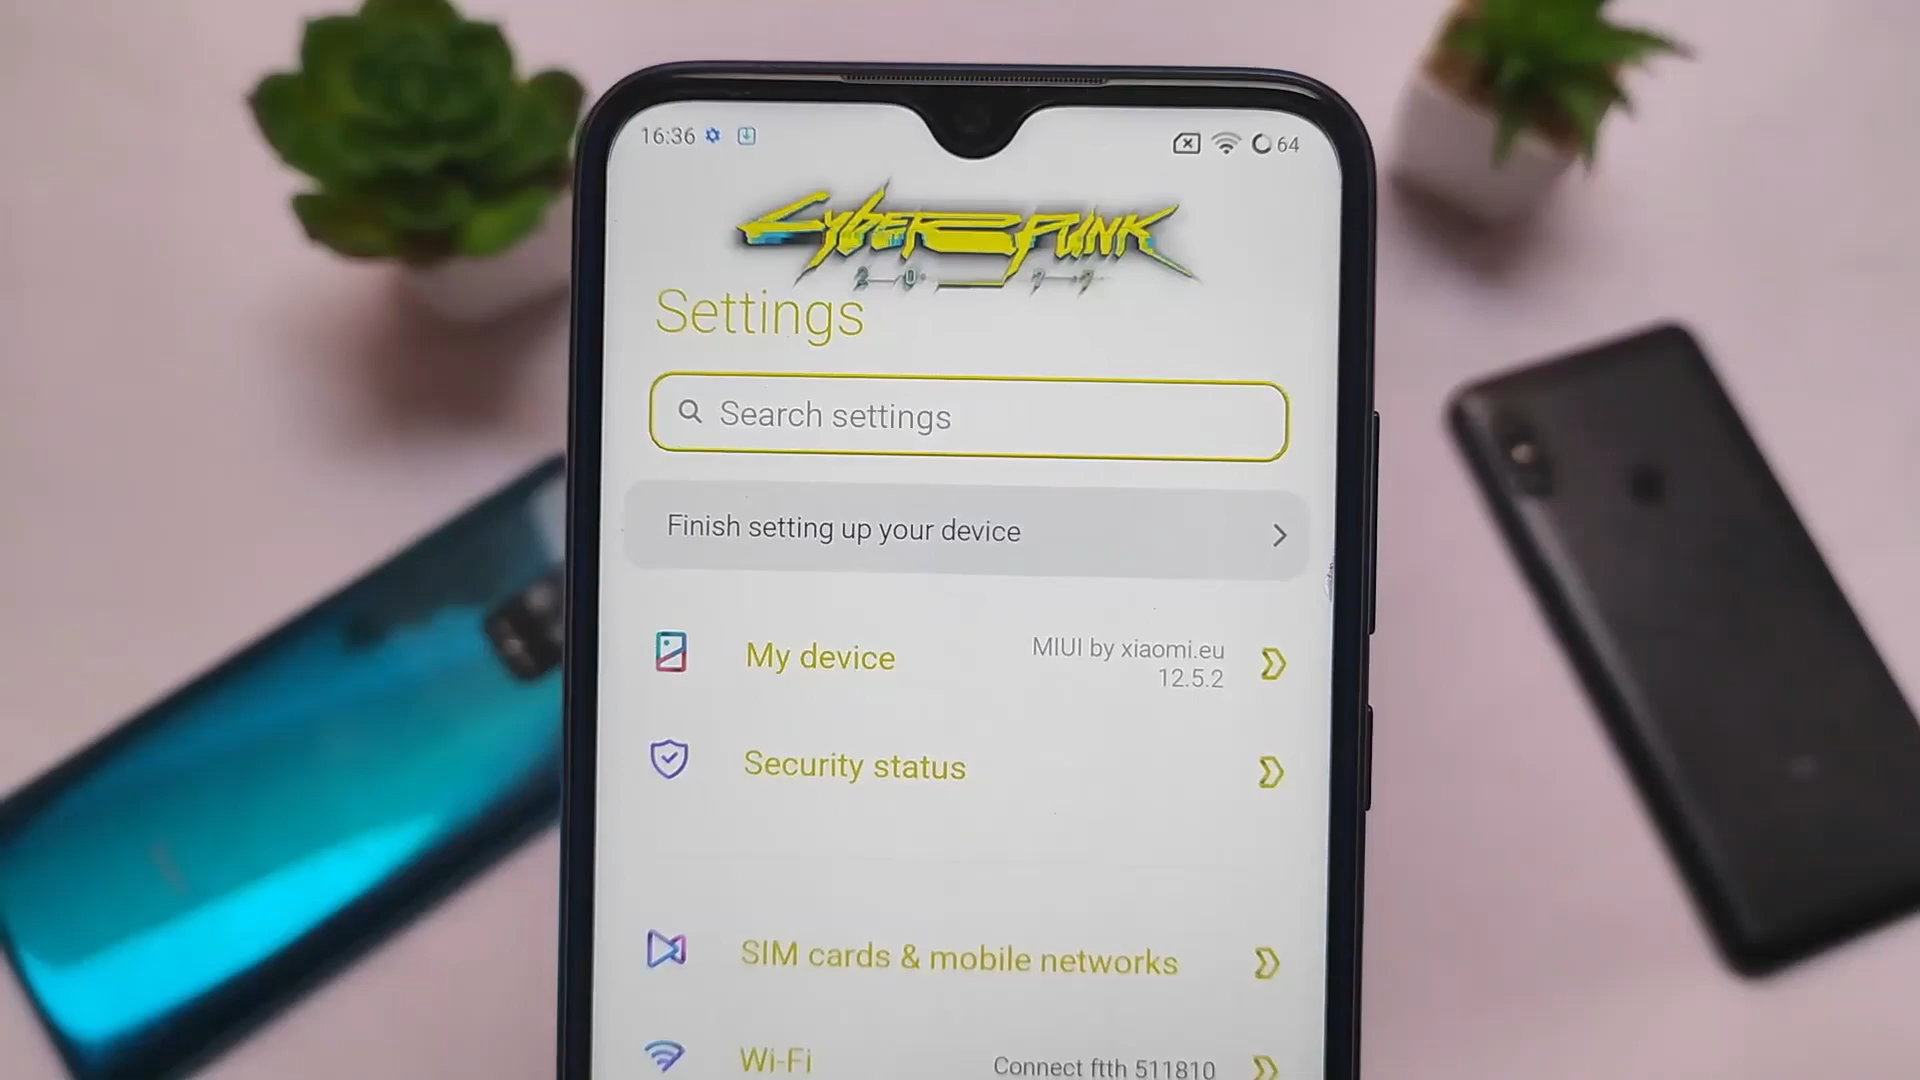 16:36
64
Cyberpunk
2077
Settings
Search settings
Finish setting up your device
My device
MIUI by xiaomi.eu
12.5.2
Security status
SIM cards & mobile networks
Wi-Fi
Connect ftth 511810